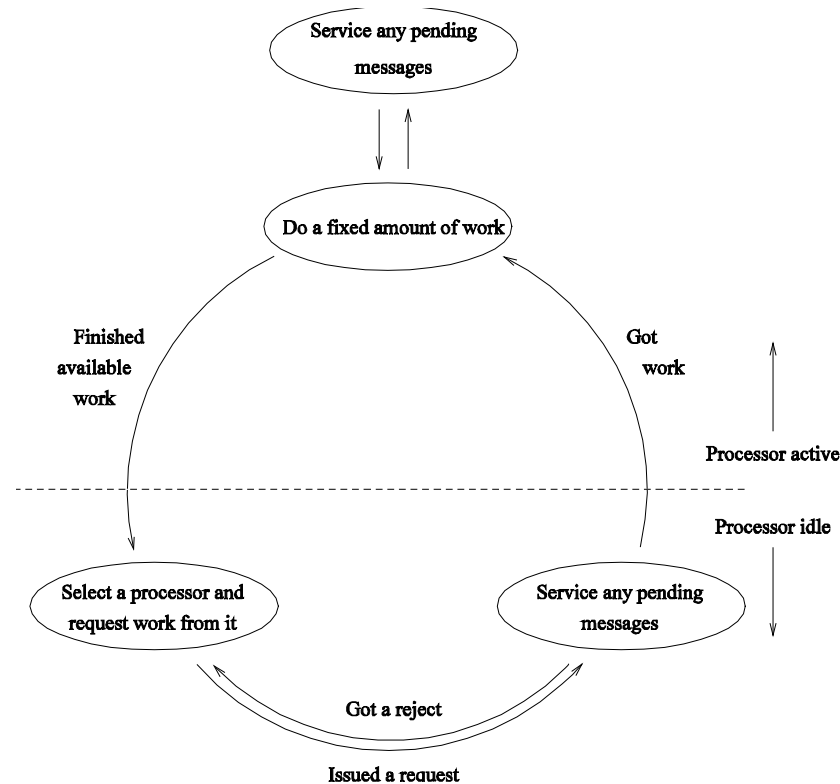 Service any pending
messages
Do a fixed amount of work
Finished
available
work
Got
work
Processor active
Processor idle
Select a processor and
request work from it
Service any pending
messages
Got a reject
Issued a request